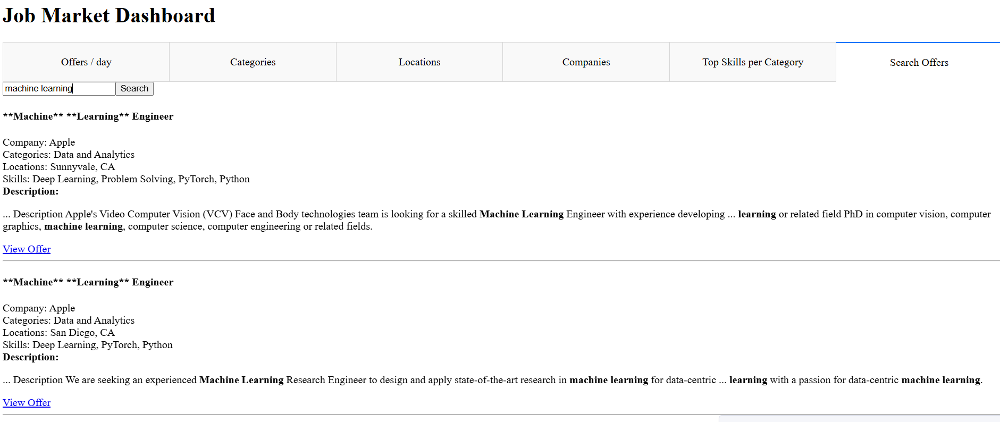 Job Market Dashboard
Offers / day
Categories
Locations
Companies
Top Skills per Category
Search Offers
machine learning
Search
**Machine** **Learning** Engineer
Company: Apple
Categories: Data and Analytics
Locations: Sunnyvale, CA
Skills: Deep Learning, Problem Solving, PyTorch, Python
Description:
... Description Apple's Video Computer Vision (VCV) Face and Body technologies team is looking for a skilled Machine Learning Engineer with experience developing ... learning or related field PhD in computer vision, computer
graphics, machine learning, computer science, computer engineering or related fields.
View Offer
**Machine** **Learning** Engineer
Company: Apple
Categories: Data and Analytics
Locations: San Diego, CA
Skills: Deep Learning, PyTorch, Python
Description:
... Description We are seeking an experienced Machine Learning Research Engineer to design and apply state-of-the-art research in machine learning for data-centric ... learning with a passion for data-centric machine learning.
View Offer